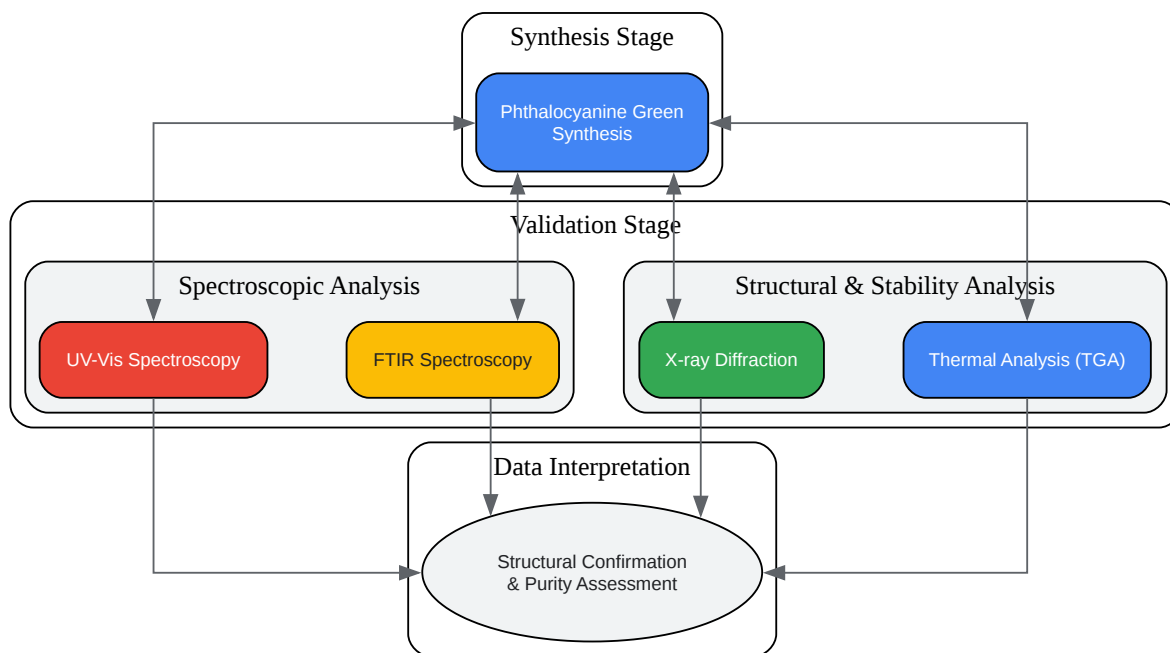 Synthesis Stage
Phthalocyanine Green
Synthesis
Validation Stage
Spectroscopic Analysis
Structural & Stability Analysis
UV-Vis Spectroscopy
FTIR Spectroscopy
X-ray Diffraction
Thermal Analysis (TGA)
Data Interpretation
Structural Confirmation
& Purity Assessment